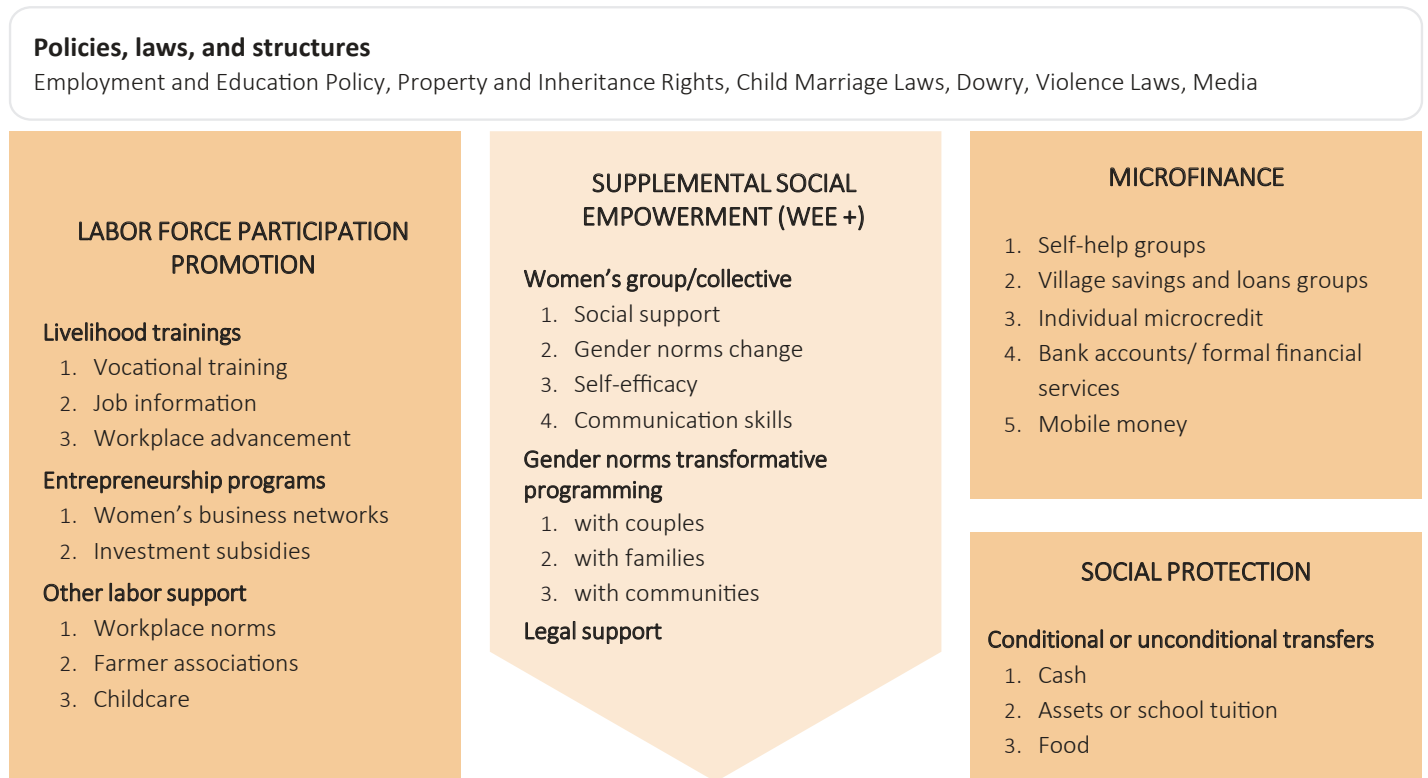 Policies, laws, and structures
Employment and Education Policy, Property and Inheritance Rights, Child Marriage Laws, Dowry, Violence Laws, Media
LABOR FORCE PARTICIPATION
PROMOTION
Livelihood trainings
1. Vocational training
2. Job information
3. Workplace advancement
Entrepreneurship programs
1. Women’s business networks
2. Investment subsidies
Other labor support
1. Workplace norms
2. Farmer associations
3. Childcare
SUPPLEMENTAL SOCIAL
EMPOWERMENT (WEE +)
Women’s group/collective
1. Social support
2. Gender norms change
3. Self-efficacy
4. Communication skills
Gender norms transformative
programming
1. with couples
2. with families
3. with communities
Legal support
MICROFINANCE
1. Self-help groups
2. Village savings and loans groups
3. Individual microcredit
4. Bank accounts/ formal financial
services
5. Mobile money
SOCIAL PROTECTION
Conditional or unconditional transfers
1. Cash
2. Assets or school tuition
3. Food